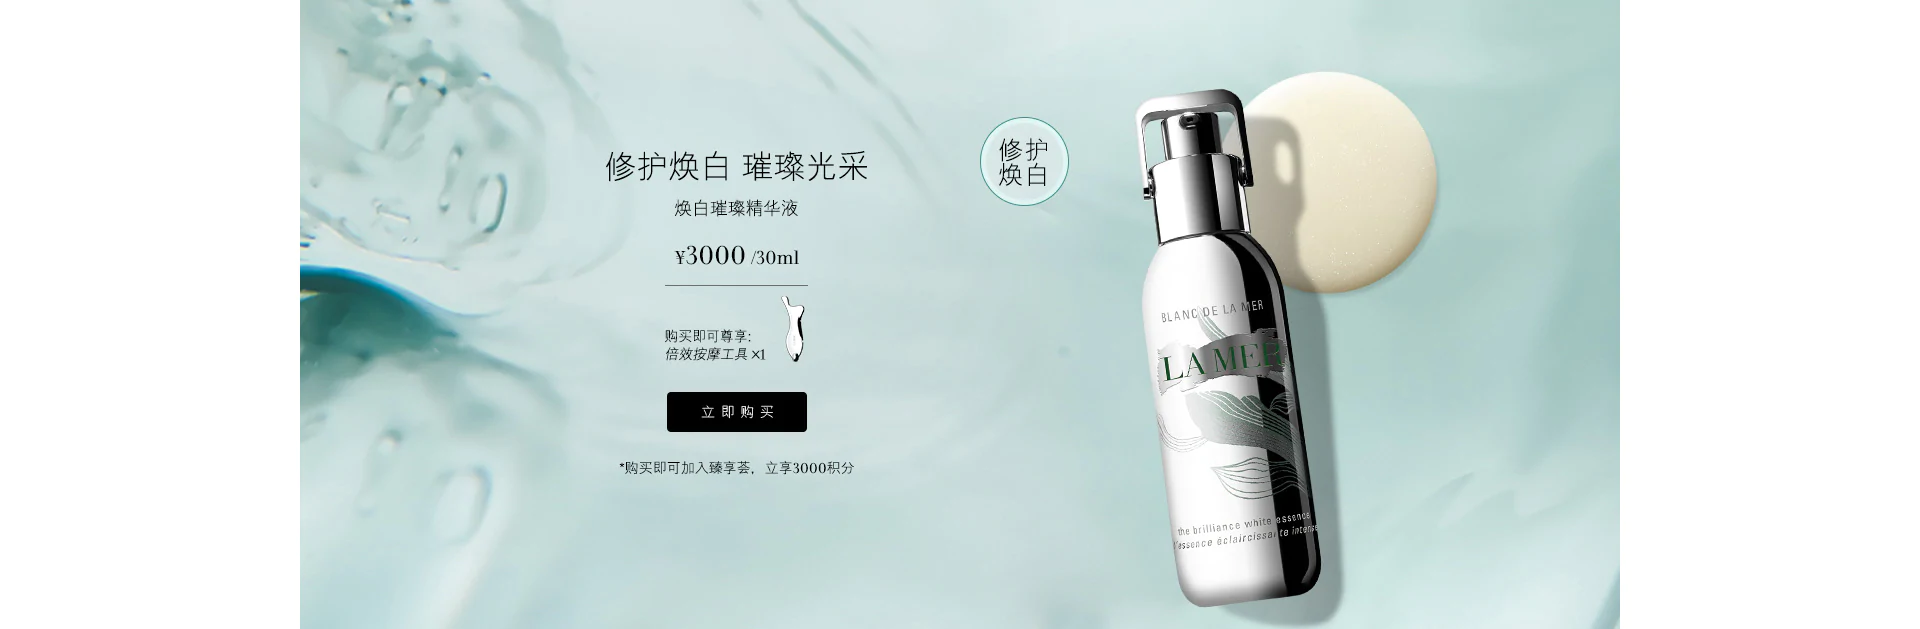 修护焕白 璀璨光采
焕白璀璨精华液
¥3000 /30ml
购买即可尊享:
倍效按摩工具 ×1
立即购买
*购买即可加入臻享荟，立享3000积分
修护
焕白
BLANC DE LA MER
LA MER
the brilliance white essence
l'essence éclaircissante intense